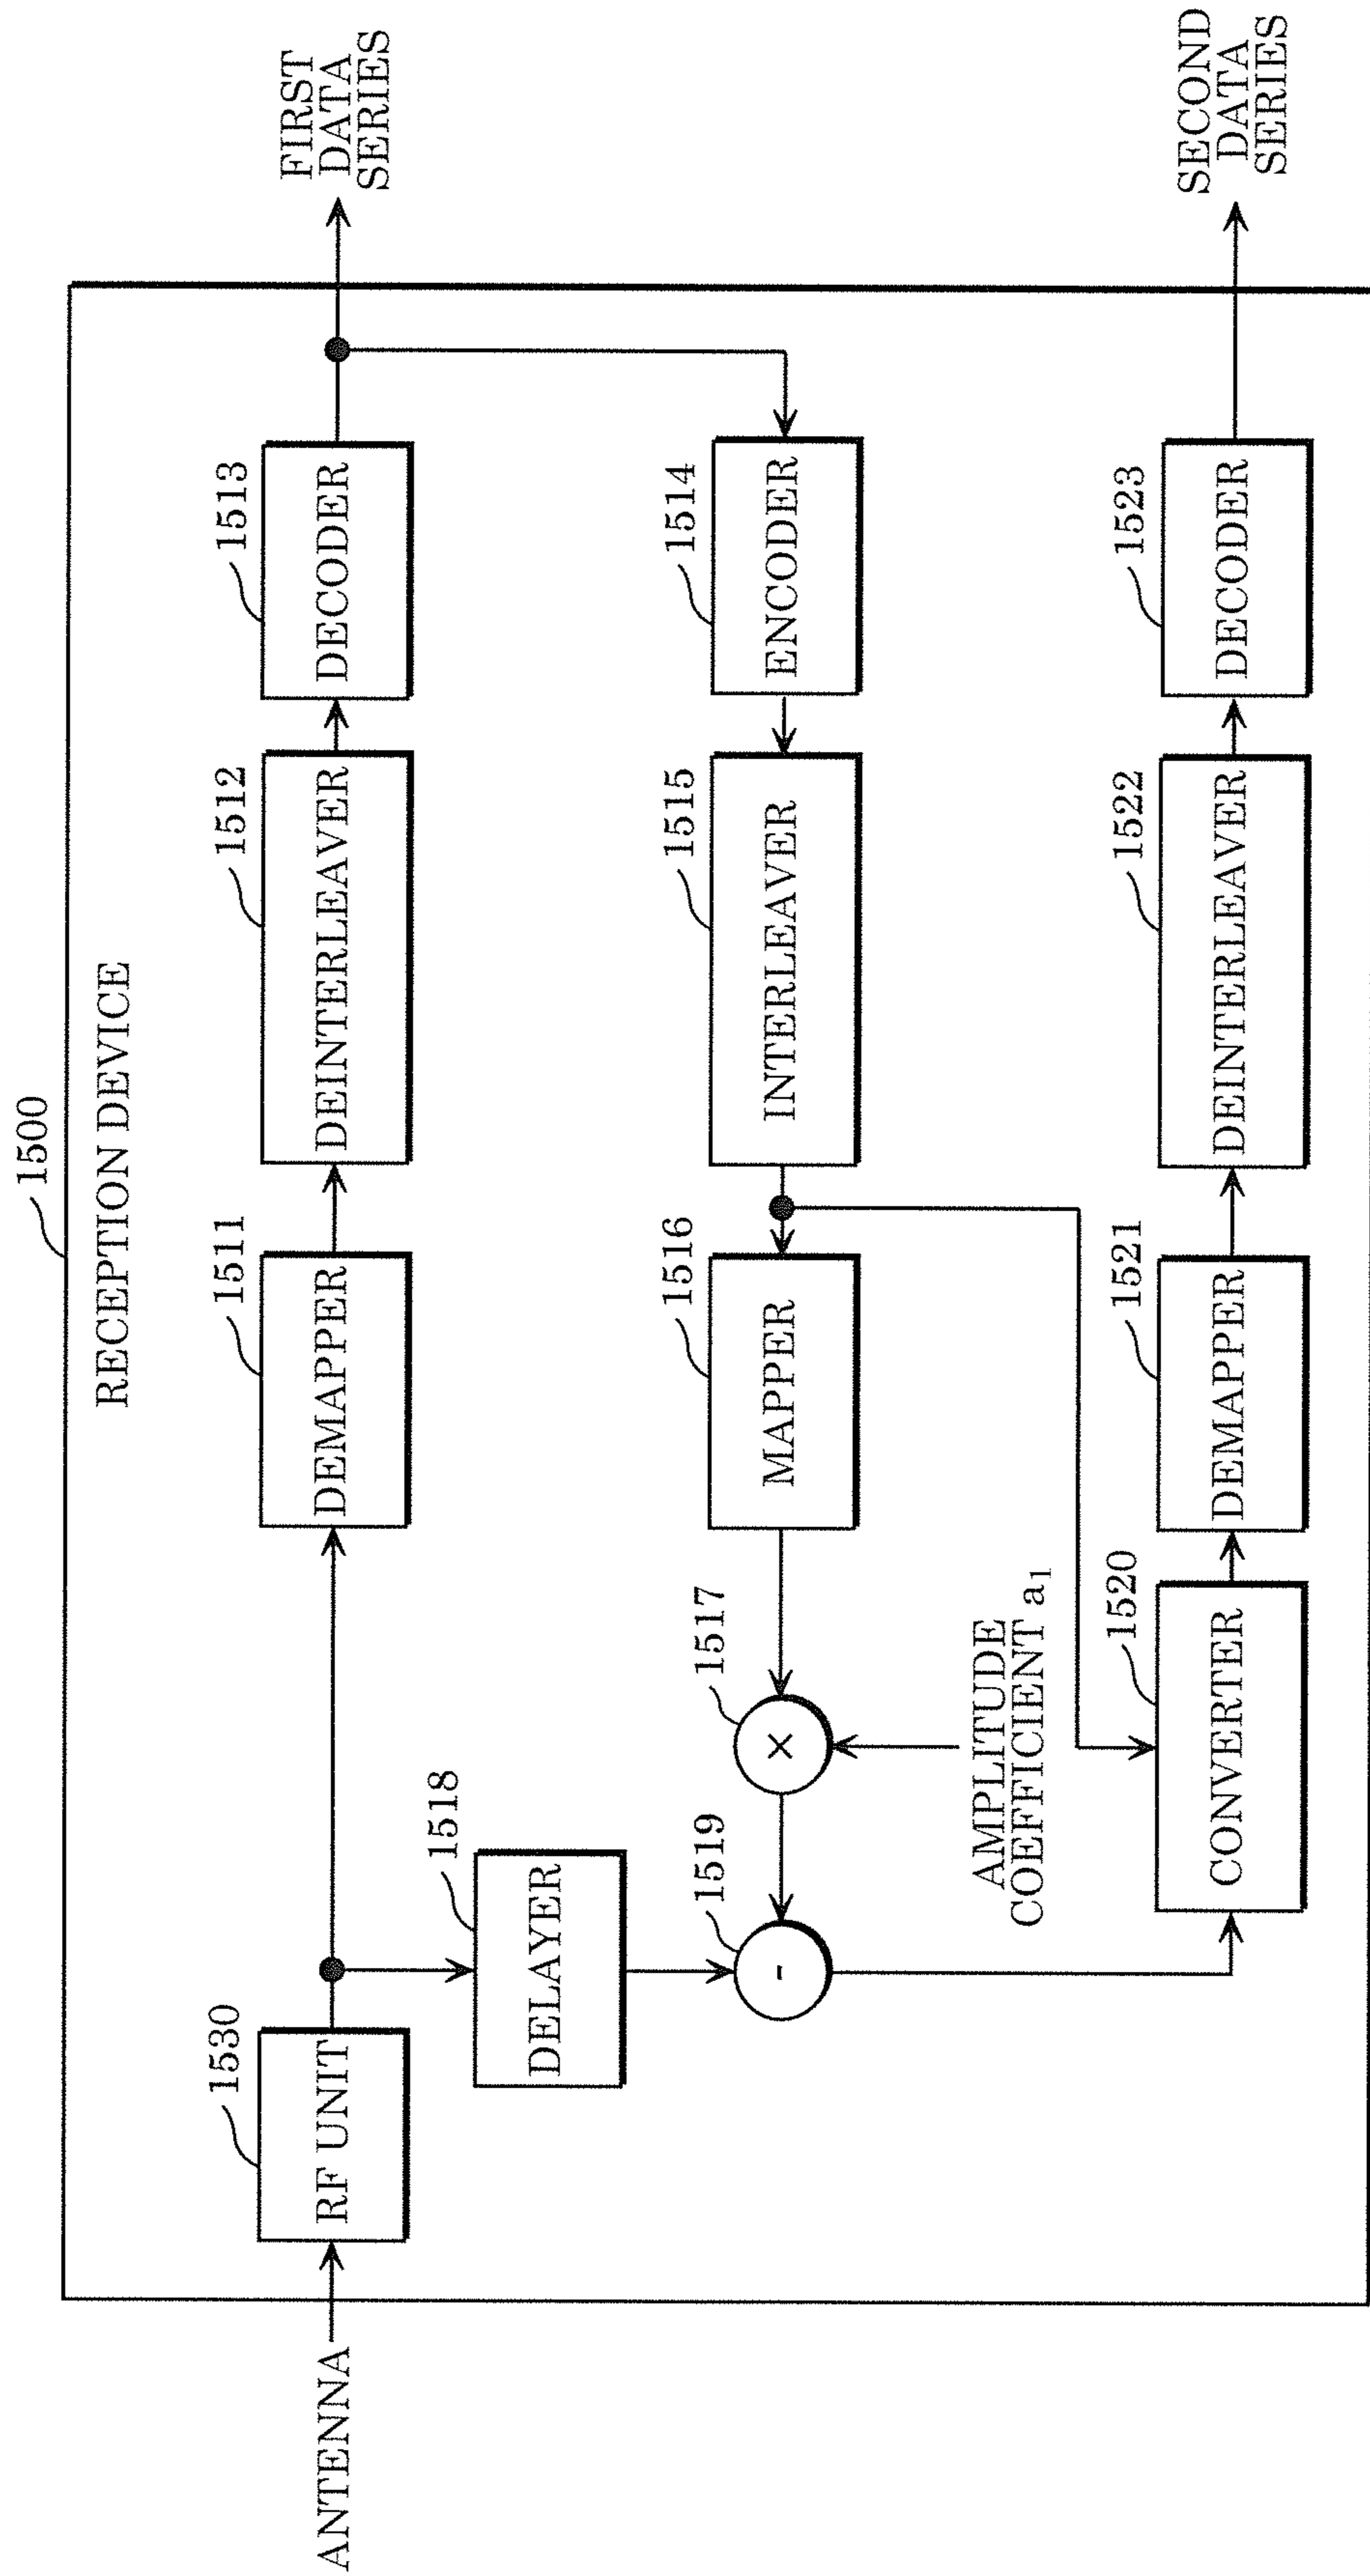 1500
RECEPTION DEVICE
ANTENNA
1530
RF UNIT
1511
DEMAPPER
1512
DEINTERLEAVER
1513
DECODER
FIRST
DATA
SERIES
1518
DELAYER
1519
-
1517
×
AMPLITUDE
COEFFICIENT a₁
1516
MAPPER
1515
INTERLEAVER
1514
ENCODER
1520
CONVERTER
1521
DEMAPPER
1522
DEINTERLEAVER
1523
DECODER
SECOND
DATA
SERIES